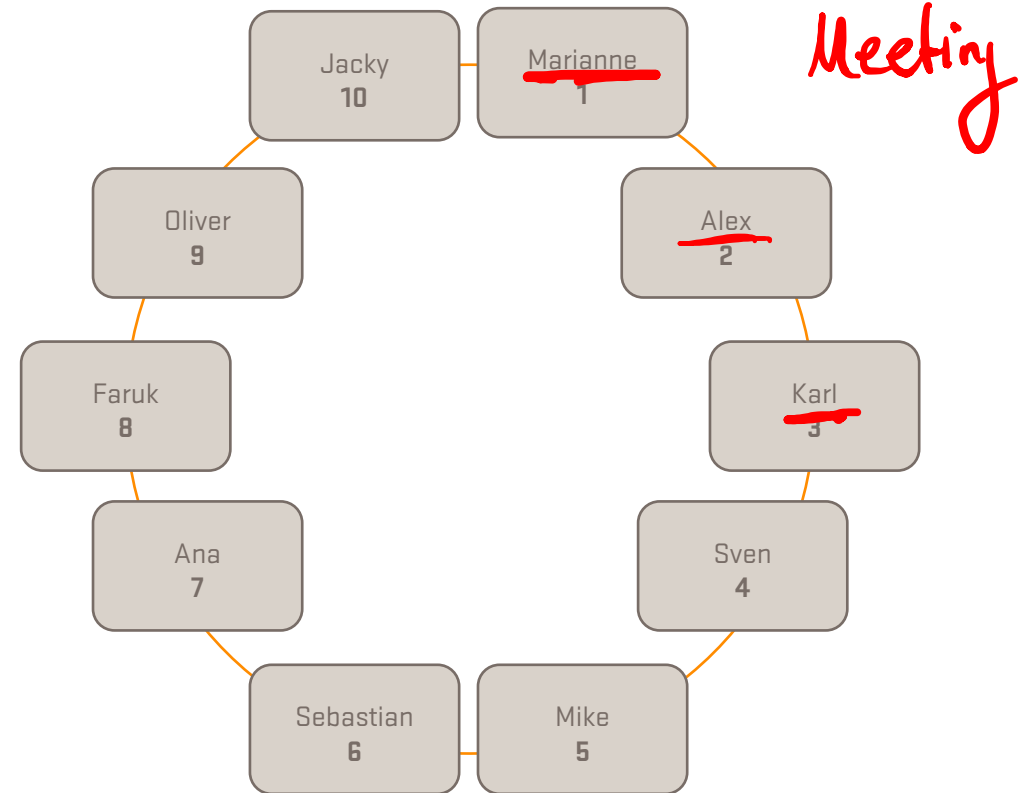 Meeting
Jacky
10
Marianne
1
Oliver
9
Alex
2
Faruk
8
Karl
3
Ana
7
Sven
4
Sebastian
6
Mike
5